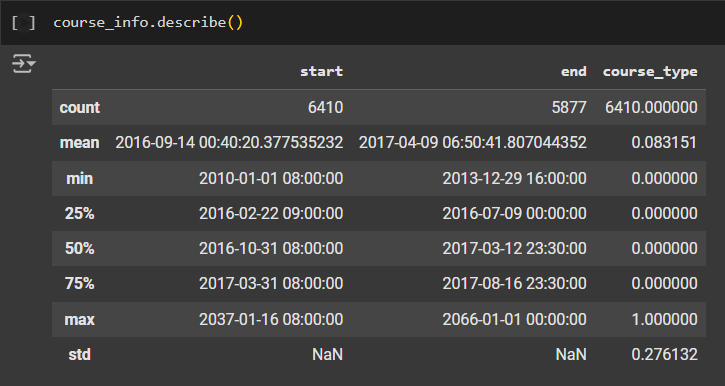 [ ] course_info.describe()
start end course_type
count 6410 5877 6410.000000
mean 2016-09-14 00:40:20.377535232 2017-04-09 06:50:41.807044352 0.083151
min 2010-01-01 08:00:00 2013-12-29 16:00:00 0.000000
25% 2016-02-22 09:00:00 2016-07-09 00:00:00 0.000000
50% 2016-10-31 08:00:00 2017-03-12 23:30:00 0.000000
75% 2017-03-31 08:00:00 2017-08-16 23:30:00 0.000000
max 2037-01-16 08:00:00 2066-01-01 00:00:00 1.000000
std NaN NaN 0.276132